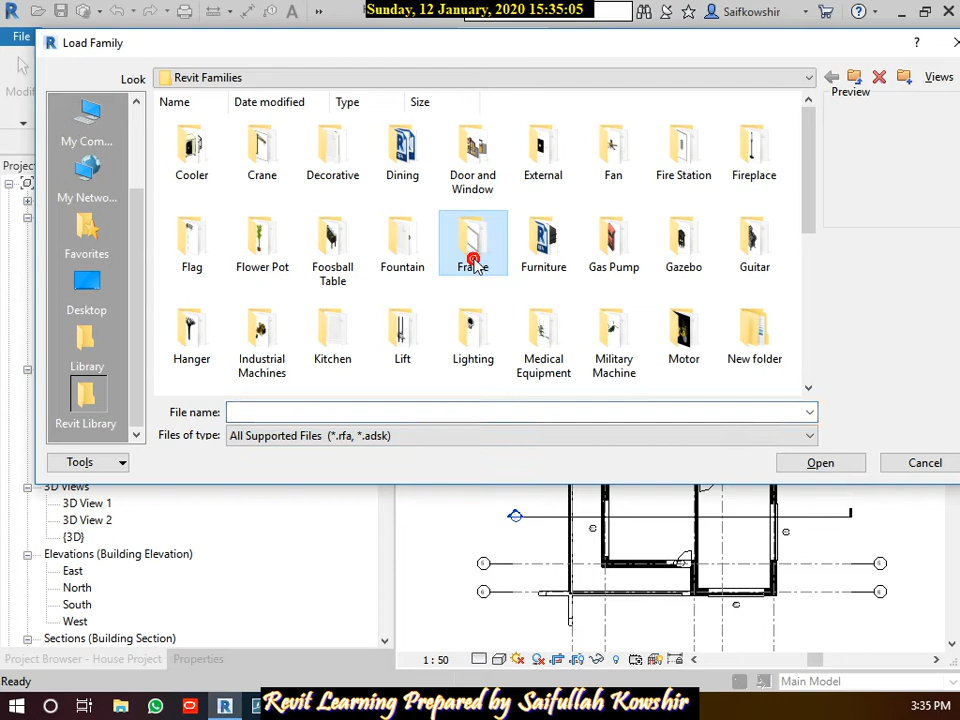 Sunday, 12 January, 2020 15:35:05
Saifkowshir
File
Load Family
Modi
Look
Revit Families
Views
Name Date modified Type Size
Preview
My Com...
Cooler Crane Decorative Dining Door and Window External Fan Fire Station Fireplace
My Netwo...
Favorites
Flag Flower Pot Foosball Table Fountain Frame Furniture Gas Pump Gazebo Guitar
Desktop
Library
Hanger Industrial Machines Kitchen Lift Lighting Medical Equipment Military Machine Motor New folder
Revit Library
File name:
Files of type: All Supported Files (*.rfa, *.adsk)
Tools
Open Cancel
Project
3D Views
3D View 1
3D View 2
{3D}
Elevations (Building Elevation)
East
North
South
West
Sections (Building Section)
Project Browser - House Project Properties
1 : 50
Ready
Main Model
Revit Learning Prepared by Saifullah Kowshir
3:35 PM